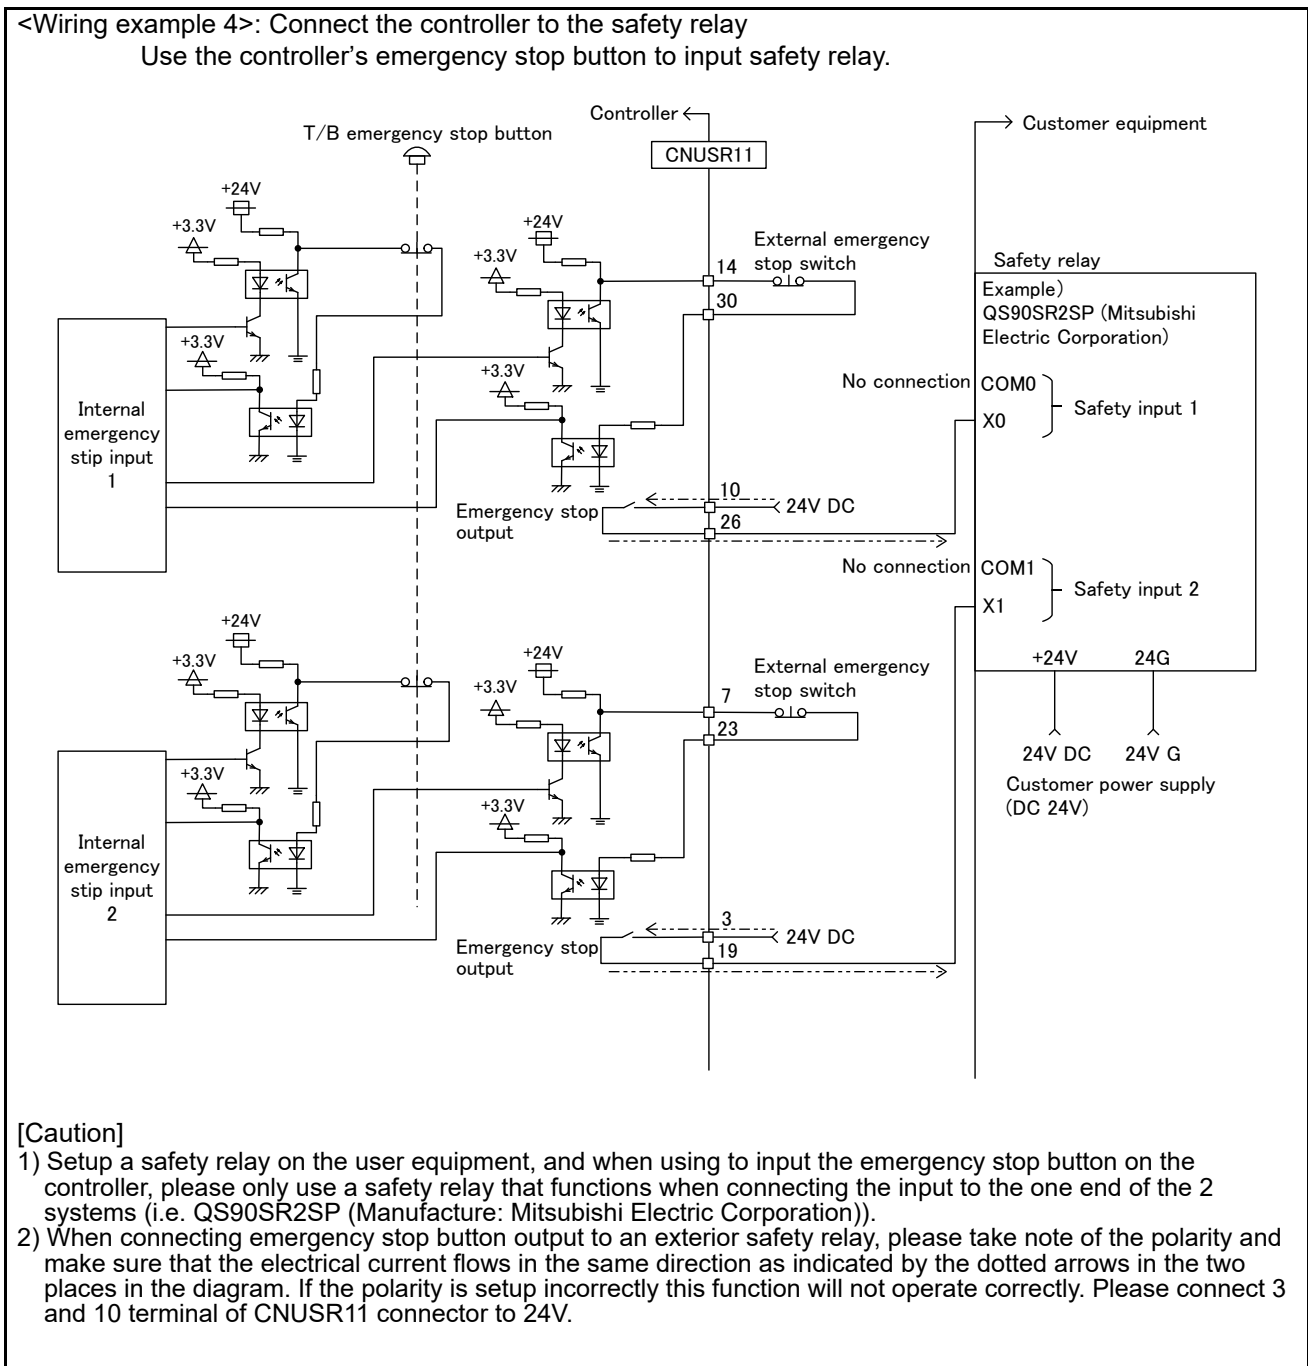 <Wiring example 4>: Connect the controller to the safety relay
Use the controller's emergency stop button to input safety relay.
Controller
Customer equipment
T/B emergency stop button
CNUSR11
+24V
+3.3V
+24V
+3.3V
External emergency
stop switch
14
30
Safety relay
Example)
QS90SR2SP (Mitsubishi
Electric Corporation)
+3.3V
+3.3V
No connection
COM0
X0
Safety input 1
Internal
emergency
stip input
1
Emergency stop
output
10
24V DC
26
No connection
COM1
X1
Safety input 2
+24V
+3.3V
+24V
+3.3V
External emergency
stop switch
7
23
+24V
24G
24V DC
24V G
Customer power supply
(DC 24V)
+3.3V
+3.3V
Internal
emergency
stip input
2
Emergency stop
output
3
24V DC
19
[Caution]
1) Setup a safety relay on the user equipment, and when using to input the emergency stop button on the
controller, please only use a safety relay that functions when connecting the input to the one end of the 2
systems (i.e. QS90SR2SP (Manufacture: Mitsubishi Electric Corporation)).
2) When connecting emergency stop button output to an exterior safety relay, please take note of the polarity and
make sure that the electrical current flows in the same direction as indicated by the dotted arrows in the two
places in the diagram. If the polarity is setup incorrectly this function will not operate correctly. Please connect 3
and 10 terminal of CNUSR11 connector to 24V.